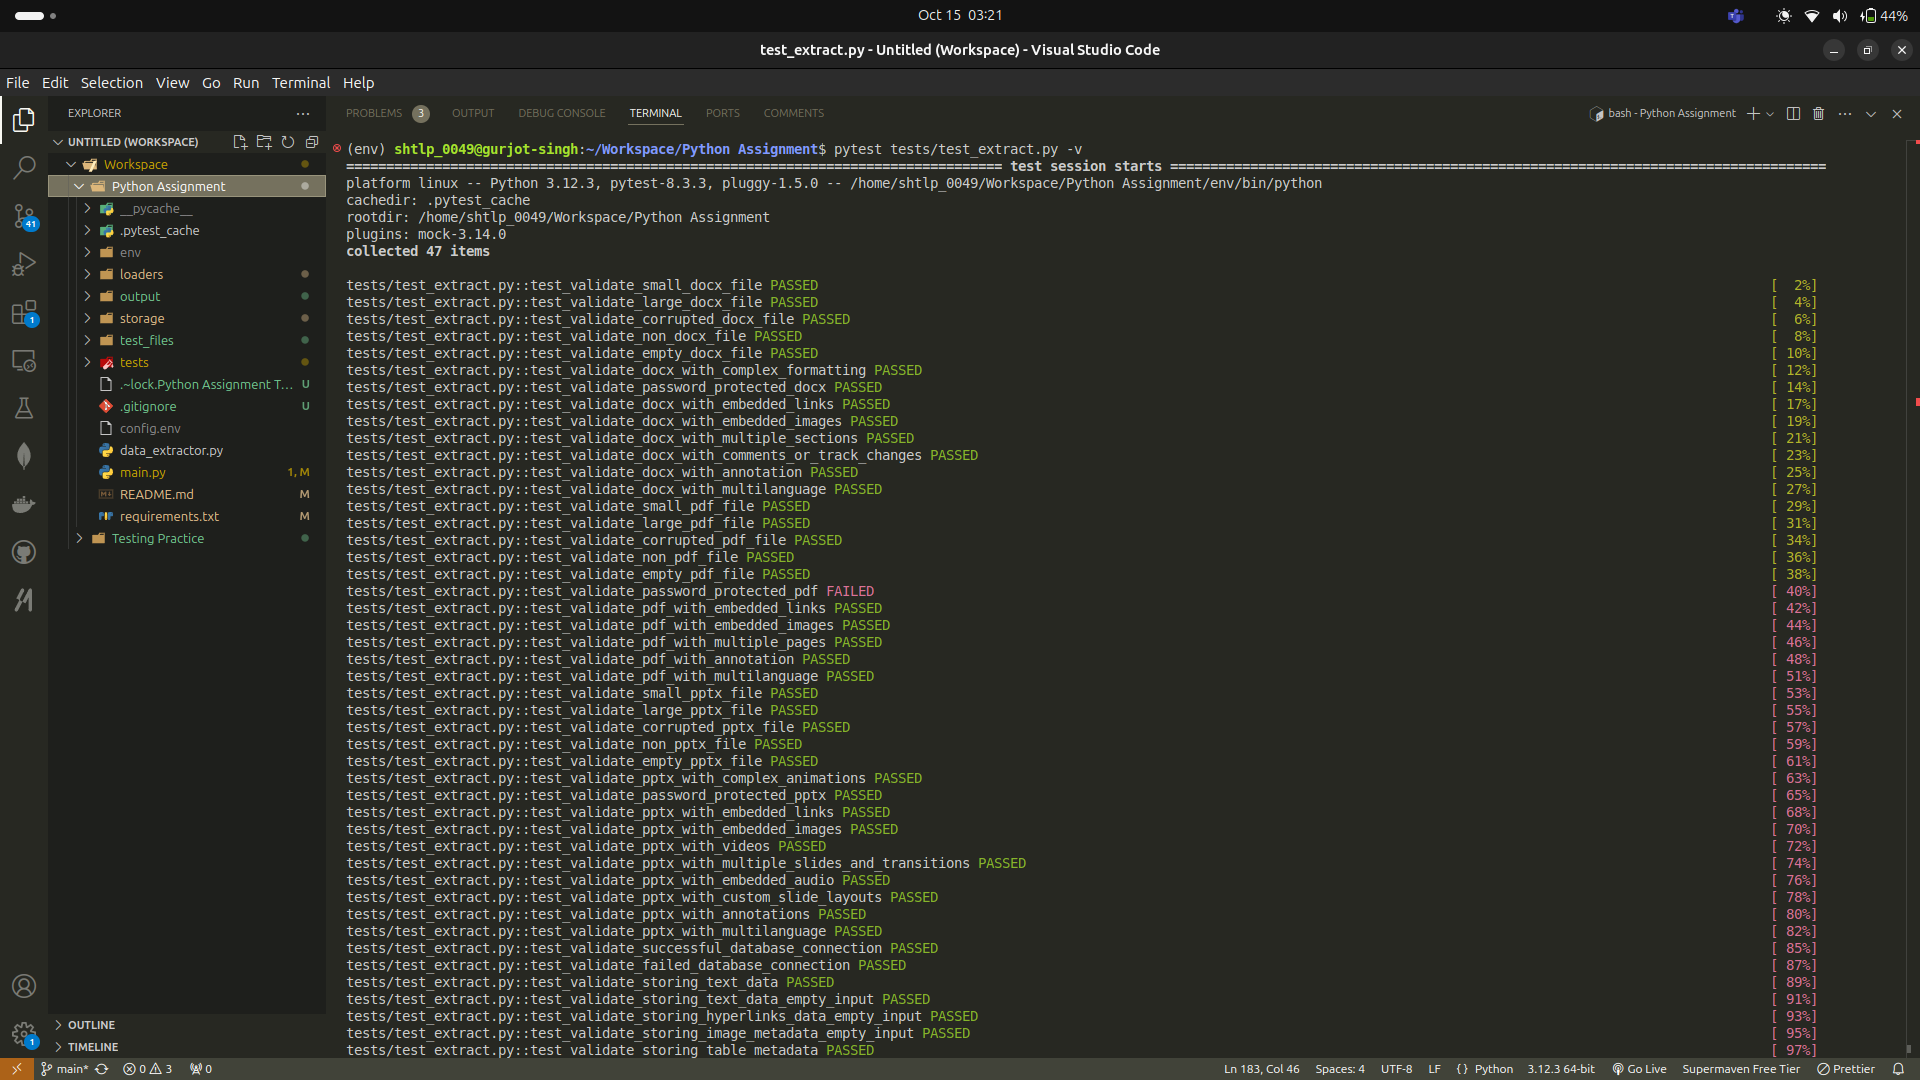 Oct 15 03:21
44%
test_extract.py - Untitled (Workspace) - Visual Studio Code
File Edit Selection View Go Run Terminal Help
EXPLORER
UNTITLED (WORKSPACE)
Workspace
Python Assignment
__pycache__
.pytest_cache
env
loaders
output
storage
test_files
tests
.~lock.Python Assignment T... U
.gitignore U
config.env
data_extractor.py
main.py 1, M
README.md M
requirements.txt M
Testing Practice
OUTLINE
TIMELINE
41
1
1
PROBLEMS 3 OUTPUT DEBUG CONSOLE TERMINAL PORTS COMMENTS
bash - Python Assignment
(env) shtlp_0049@gurjot-singh:~/Workspace/Python Assignment$ pytest tests/test_extract.py -v
================================================================================== test session starts ==================================================================================
platform linux -- Python 3.12.3, pytest-8.3.3, pluggy-1.5.0 -- /home/shtlp_0049/Workspace/Python Assignment/env/bin/python
cachedir: .pytest_cache
rootdir: /home/shtlp_0049/Workspace/Python Assignment
plugins: mock-3.14.0
collected 47 items
tests/test_extract.py::test_validate_small_docx_file PASSED [ 2%]
tests/test_extract.py::test_validate_large_docx_file PASSED [ 4%]
tests/test_extract.py::test_validate_corrupted_docx_file PASSED [ 6%]
tests/test_extract.py::test_validate_non_docx_file PASSED [ 8%]
tests/test_extract.py::test_validate_empty_docx_file PASSED [ 10%]
tests/test_extract.py::test_validate_docx_with_complex_formatting PASSED [ 12%]
tests/test_extract.py::test_validate_password_protected_docx PASSED [ 14%]
tests/test_extract.py::test_validate_docx_with_embedded_links PASSED [ 17%]
tests/test_extract.py::test_validate_docx_with_embedded_images PASSED [ 19%]
tests/test_extract.py::test_validate_docx_with_multiple_sections PASSED [ 21%]
tests/test_extract.py::test_validate_docx_with_comments_or_track_changes PASSED [ 23%]
tests/test_extract.py::test_validate_docx_with_annotation PASSED [ 25%]
tests/test_extract.py::test_validate_docx_with_multilanguage PASSED [ 27%]
tests/test_extract.py::test_validate_small_pdf_file PASSED [ 29%]
tests/test_extract.py::test_validate_large_pdf_file PASSED [ 31%]
tests/test_extract.py::test_validate_corrupted_pdf_file PASSED [ 34%]
tests/test_extract.py::test_validate_non_pdf_file PASSED [ 36%]
tests/test_extract.py::test_validate_empty_pdf_file PASSED [ 38%]
tests/test_extract.py::test_validate_password_protected_pdf FAILED [ 40%]
tests/test_extract.py::test_validate_pdf_with_embedded_links PASSED [ 42%]
tests/test_extract.py::test_validate_pdf_with_embedded_images PASSED [ 44%]
tests/test_extract.py::test_validate_pdf_with_multiple_pages PASSED [ 46%]
tests/test_extract.py::test_validate_pdf_with_annotation PASSED [ 48%]
tests/test_extract.py::test_validate_pdf_with_multilanguage PASSED [ 51%]
tests/test_extract.py::test_validate_small_pptx_file PASSED [ 53%]
tests/test_extract.py::test_validate_large_pptx_file PASSED [ 55%]
tests/test_extract.py::test_validate_corrupted_pptx_file PASSED [ 57%]
tests/test_extract.py::test_validate_non_pptx_file PASSED [ 59%]
tests/test_extract.py::test_validate_empty_pptx_file PASSED [ 61%]
tests/test_extract.py::test_validate_pptx_with_complex_animations PASSED [ 63%]
tests/test_extract.py::test_validate_password_protected_pptx PASSED [ 65%]
tests/test_extract.py::test_validate_pptx_with_embedded_links PASSED [ 68%]
tests/test_extract.py::test_validate_pptx_with_embedded_images PASSED [ 70%]
tests/test_extract.py::test_validate_pptx_with_videos PASSED [ 72%]
tests/test_extract.py::test_validate_pptx_with_multiple_slides_and_transitions PASSED [ 74%]
tests/test_extract.py::test_validate_pptx_with_embedded_audio PASSED [ 76%]
tests/test_extract.py::test_validate_pptx_with_custom_slide_layouts PASSED [ 78%]
tests/test_extract.py::test_validate_pptx_with_annotations PASSED [ 80%]
tests/test_extract.py::test_validate_pptx_with_multilanguage PASSED [ 82%]
tests/test_extract.py::test_validate_successful_database_connection PASSED [ 85%]
tests/test_extract.py::test_validate_failed_database_connection PASSED [ 87%]
tests/test_extract.py::test_validate_storing_text_data PASSED [ 89%]
tests/test_extract.py::test_validate_storing_text_data_empty_input PASSED [ 91%]
tests/test_extract.py::test_validate_storing_hyperlinks_data_empty_input PASSED [ 93%]
tests/test_extract.py::test_validate_storing_image_metadata_empty_input PASSED [ 95%]
tests/test_extract.py::test_validate_storing_table_metadata PASSED [ 97%]
main* 0 3 0
Ln 183, Col 46 Spaces: 4 UTF-8 LF {} Python 3.12.3 64-bit Go Live Supermaven Free Tier Prettier